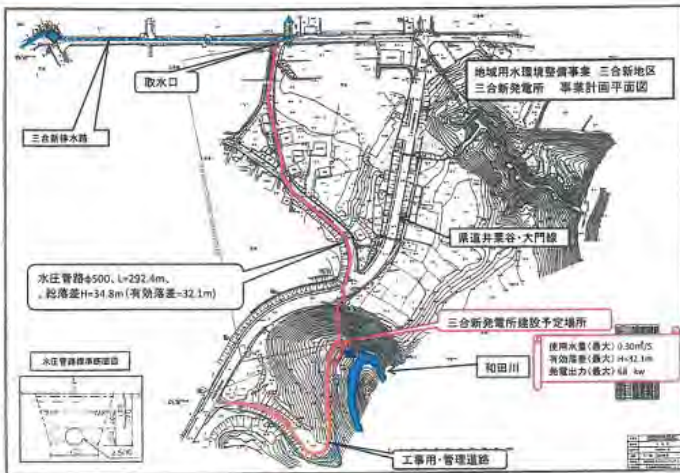 地域用水環境整備事業 三合新地区
三合新発電所 事業計画平面図
取水口
三合新排水路
県道井栗谷・大門線
水圧管路φ500、L=292.4m、
、総落差H=34.8m(有効落差=32.1m)
三合新発電所建設予定場所
使用水量(最大) 0.30㎥/S
有効落差(最大) H=32.1m
発電出力(最大) 68 kw
和田川
水圧管路標準断面図
工事用・管理道路